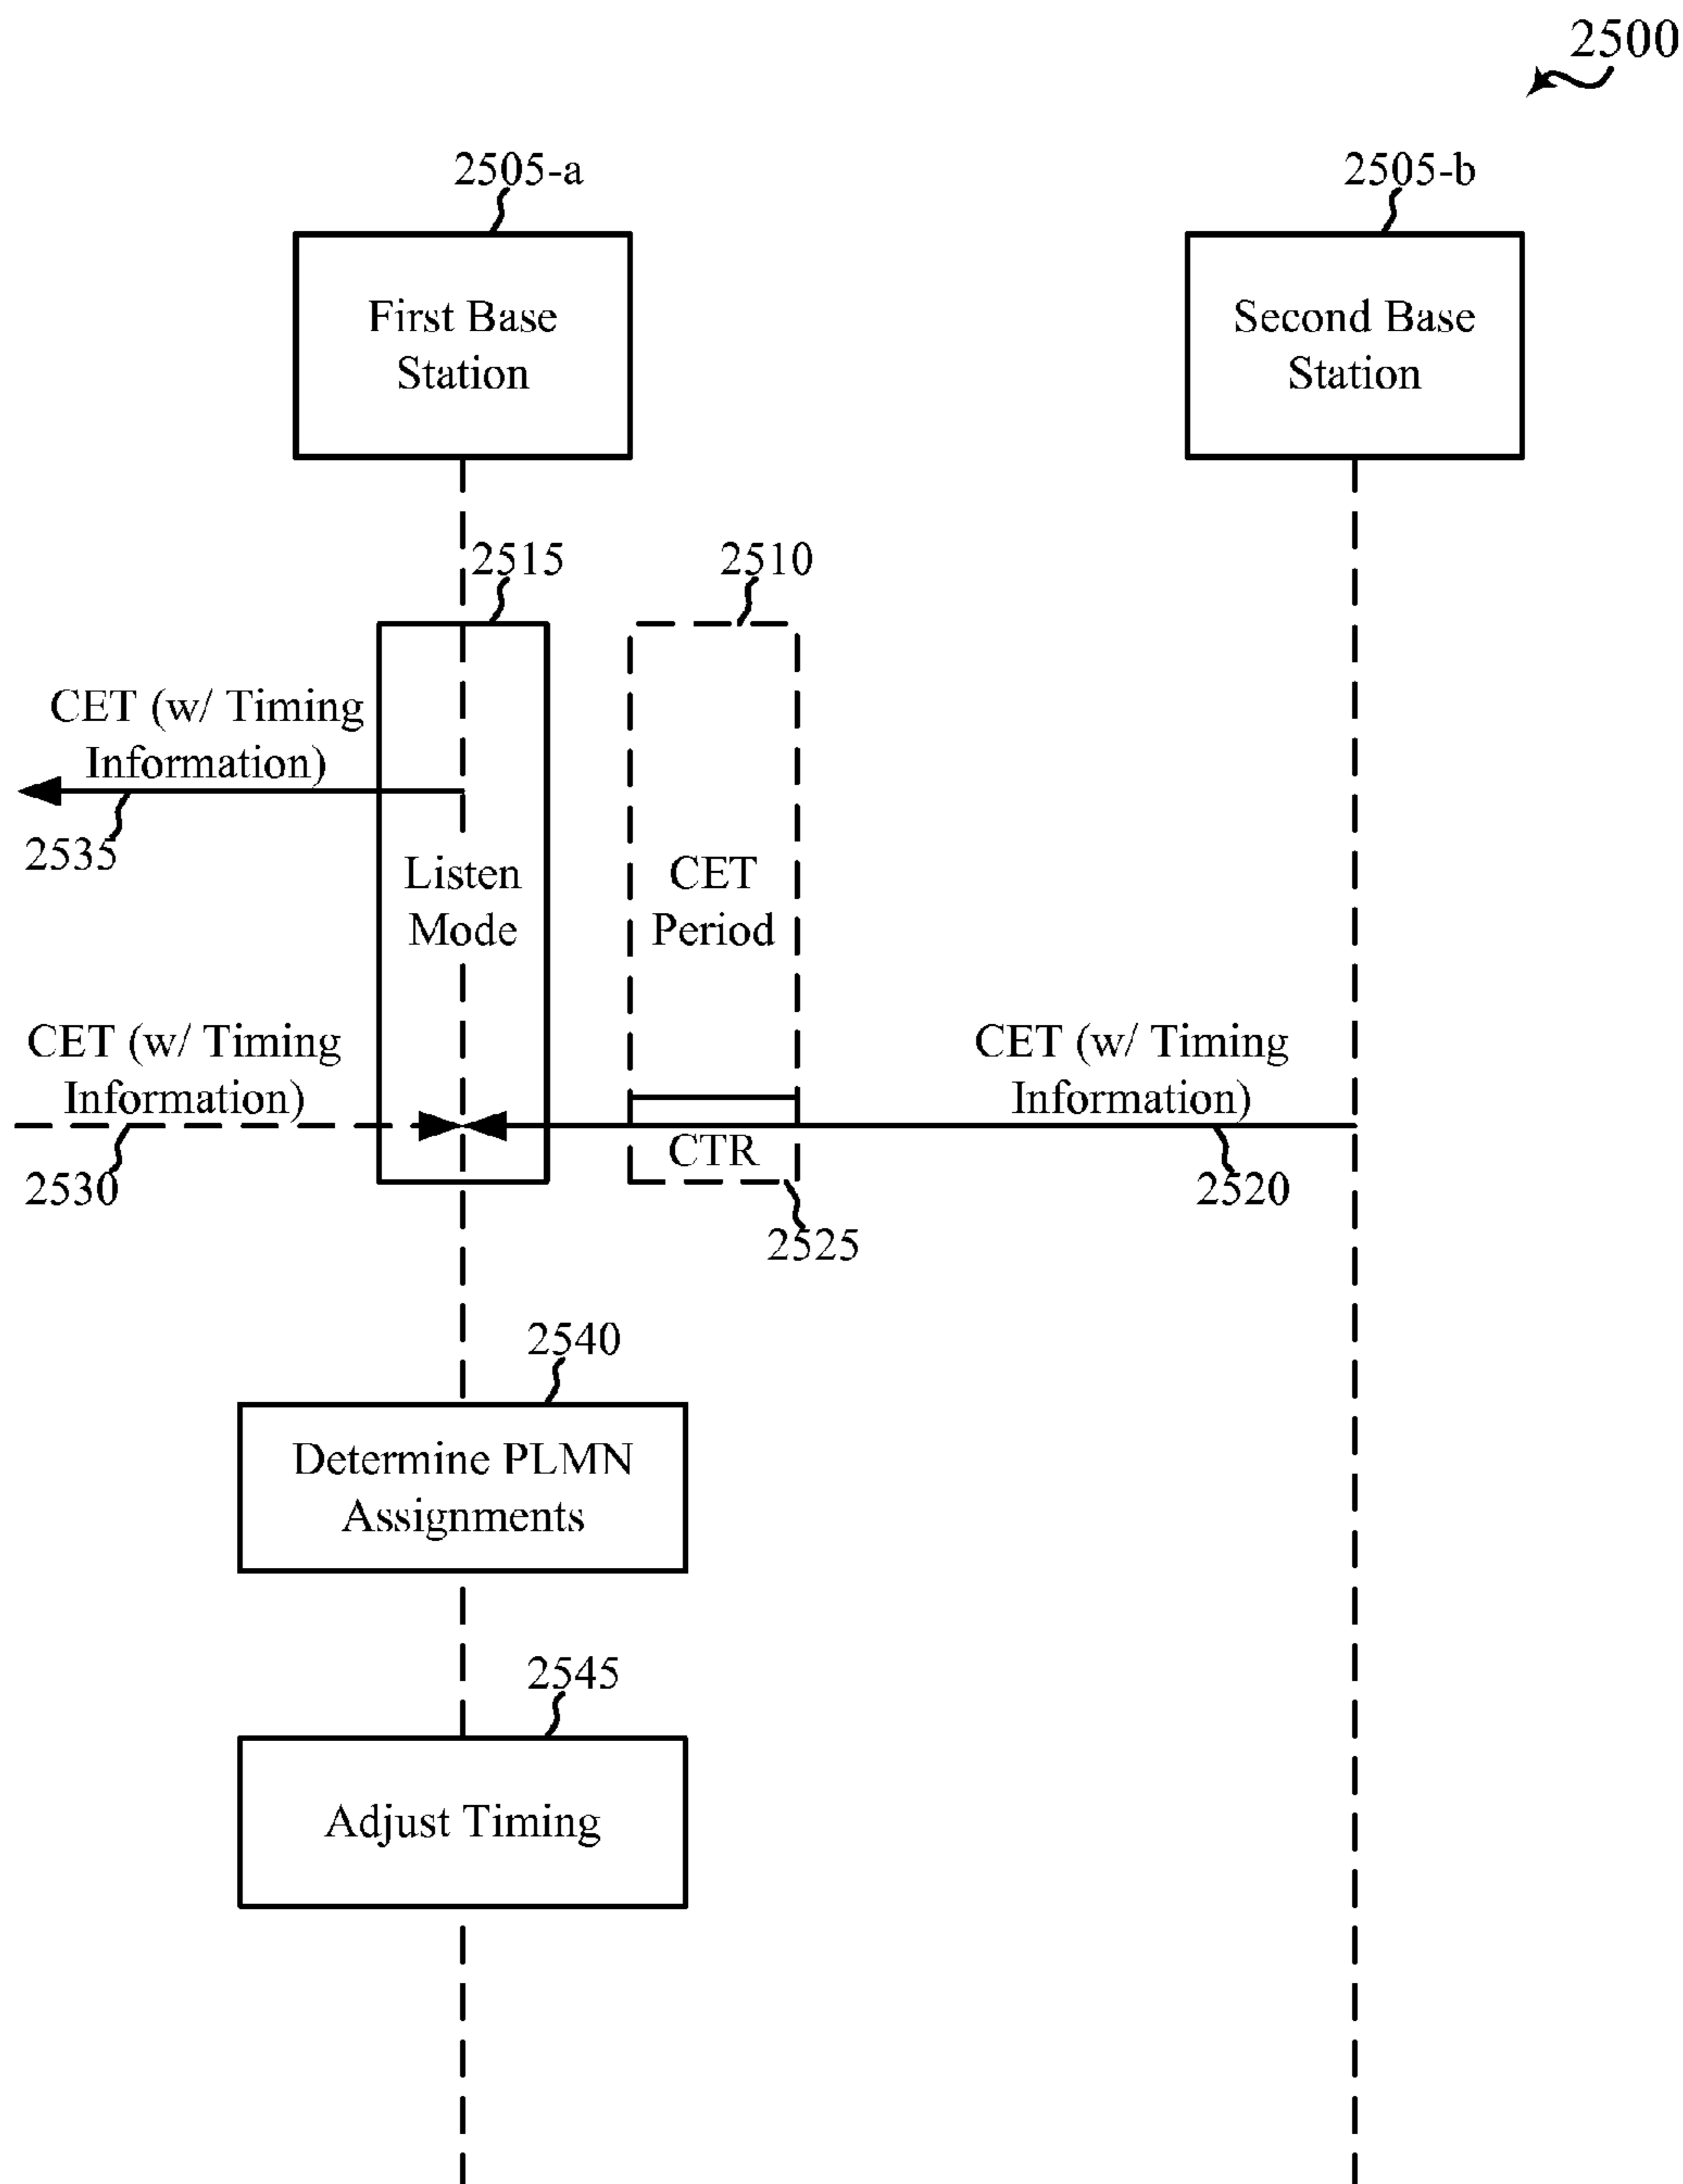 2500
2505-a
2505-b
First Base
Station
Second Base
Station
2515
2510
CET (w/ Timing
Information)
2535
Listen
Mode
CET
Period
CET (w/ Timing
Information)
2530
CET (w/ Timing
Information)
CTR
2520
2525
2540
Determine PLMN
Assignments
2545
Adjust Timing